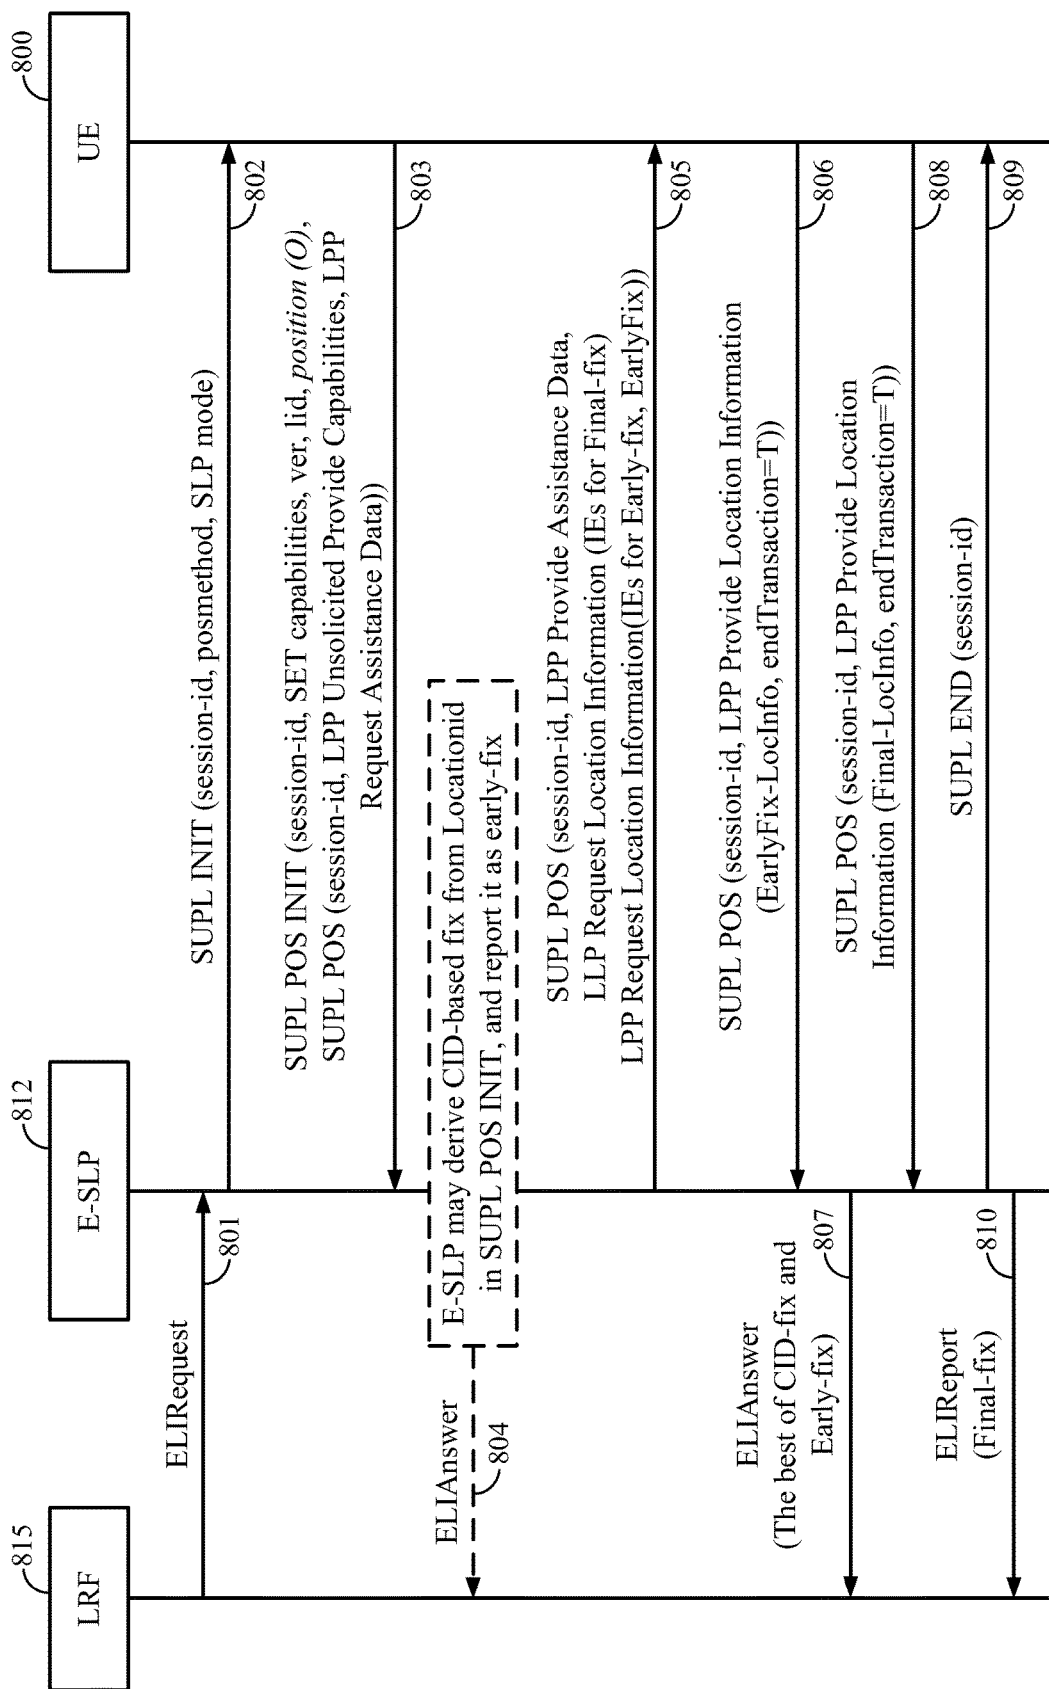 815
LRF
812
E-SLP
800
UE
ELIRequest
801
SUPL INIT (session-id, posmethod, SLP mode)
802
SUPL POS INIT (session-id, SET capabilities, ver, lid, position (O),
SUPL POS (session-id, LPP Unsolicited Provide Capabilities, LPP
Request Assistance Data))
803
E-SLP may derive CID-based fix from Locationid
in SUPL POS INIT, and report it as early-fix
ELIAnswer
804
SUPL POS (session-id, LPP Provide Assistance Data,
LLP Request Location Information (IEs for Final-fix)
LPP Request Location Information(IEs for Early-fix, EarlyFix))
805
SUPL POS (session-id, LPP Provide Location Information
(EarlyFix-LocInfo, endTransaction=T))
806
ELIAnswer
(The best of CID-fix and
Early-fix)
807
SUPL POS (session-id, LPP Provide Location
Information (Final-LocInfo, endTransaction=T))
808
SUPL END (session-id)
809
ELIReport
(Final-fix)
810